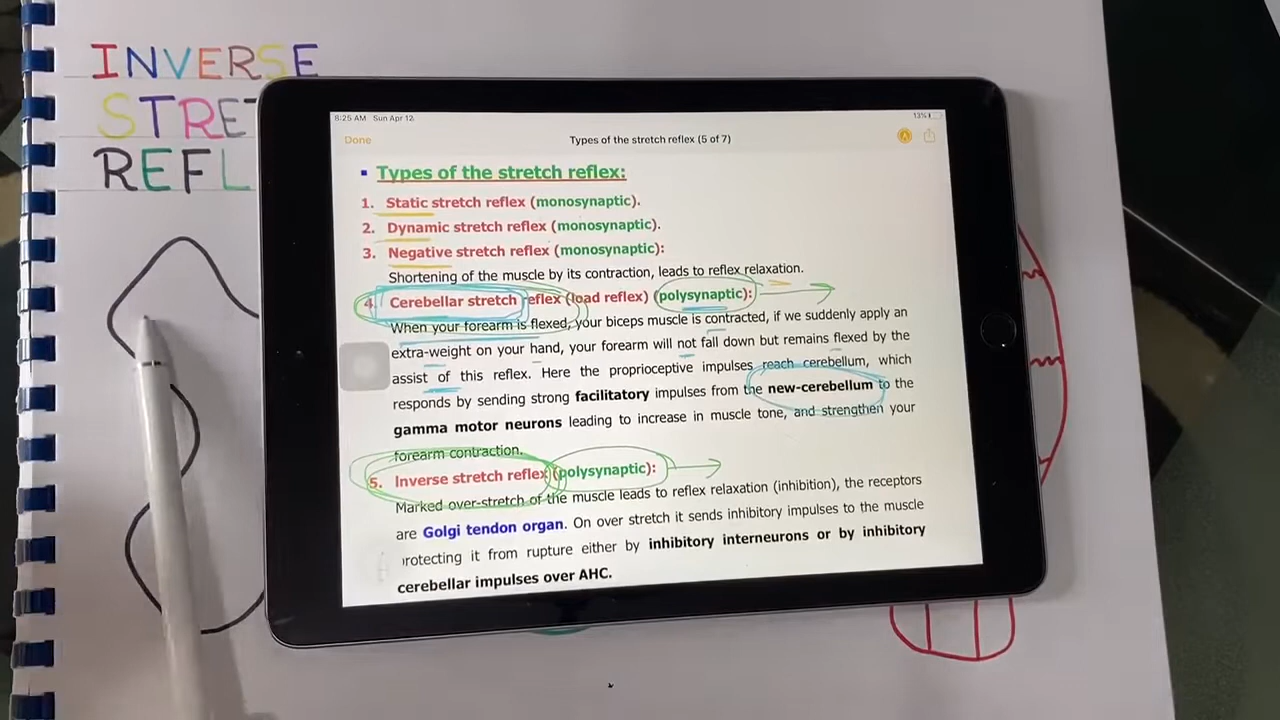 INVERSE
STRE
REFL
8:25 AM Sun Apr 12
13%
Done
Types of the stretch reflex (5 of 7)
▪ Types of the stretch reflex:
1. Static stretch reflex (monosynaptic).
2. Dynamic stretch reflex (monosynaptic).
3. Negative stretch reflex (monosynaptic):
Shortening of the muscle by its contraction, leads to reflex relaxation.
4. Cerebellar stretch reflex (load reflex) (polysynaptic):
When your forearm is flexed, your biceps muscle is contracted, if we suddenly apply an
extra-weight on your hand, your forearm will not fall down but remains flexed by the
assist of this reflex. Here the proprioceptive impulses reach cerebellum, which
responds by sending strong facilitatory impulses from the new-cerebellum to the
gamma motor neurons leading to increase in muscle tone, and strengthen your
forearm contraction.
5. Inverse stretch reflex (polysynaptic):
Marked over-stretch of the muscle leads to reflex relaxation (inhibition), the receptors
are Golgi tendon organ. On over stretch it sends inhibitory impulses to the muscle
rotecting it from rupture either by inhibitory interneurons or by inhibitory
cerebellar impulses over AHC.